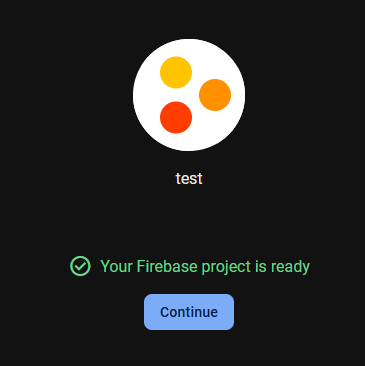 test
Your Firebase project is ready
Continue